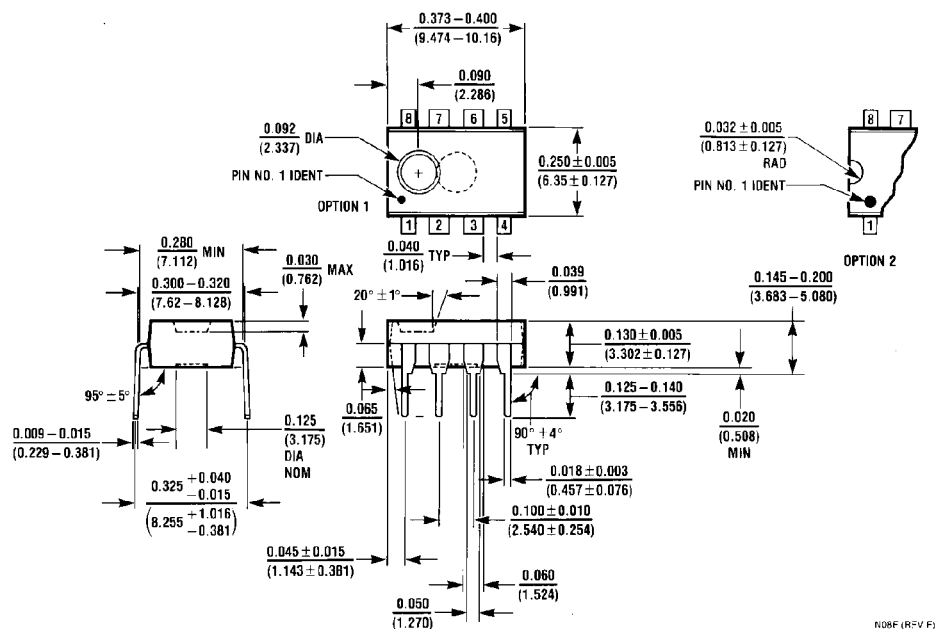 0.373 – 0.400
(9.474 – 10.16)
0.090
(2.286)
8 7 6 5
0.092 DIA
(2.337)
PIN NO. 1 IDENT
OPTION 1
+
0.250 ± 0.005
(6.35 ± 0.127)
1 2 3 4
0.032 ± 0.005
(0.813 ± 0.127)
RAD
PIN NO. 1 IDENT
8 7
1
OPTION 2
0.280 MIN
(7.112)
0.300 – 0.320
(7.62 – 8.128)
0.030 MAX
(0.762)
0.040 TYP
(1.016)
0.039
(0.991)
20° ± 1°
0.145 – 0.200
(3.683 – 5.080)
0.130 ± 0.005
(3.302 ± 0.127)
0.125 – 0.140
(3.175 – 3.556)
0.020
(0.508)
MIN
95° ± 5°
0.009 – 0.015
(0.229 – 0.381)
0.125
(3.175)
DIA
NOM
0.065
(1.651)
90° ± 4°
TYP
0.018 ± 0.003
(0.457 ± 0.076)
0.325 +0.040 –0.015
(8.255 +1.016 –0.381)
0.100 ± 0.010
(2.540 ± 0.254)
0.045 ± 0.015
(1.143 ± 0.381)
0.060
(1.524)
0.050
(1.270)
N08E (REV F)